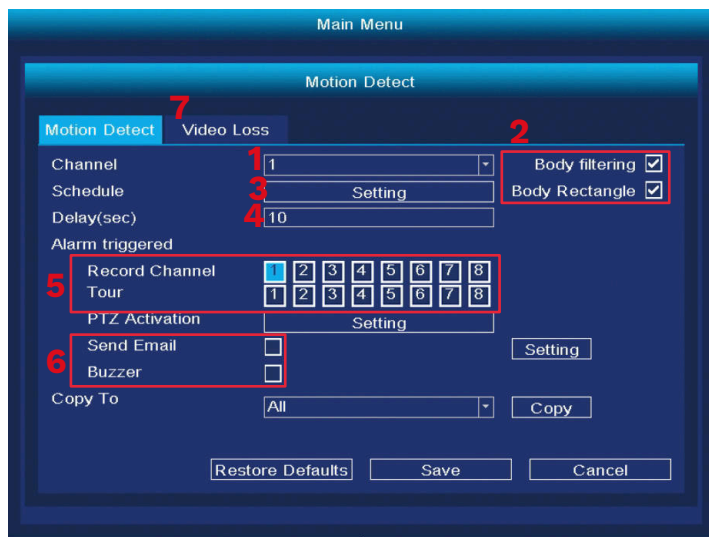 Main Menu
Motion Detect
7
Motion Detect Video Loss
2
Channel 1 1 Body filtering
Schedule 3 Setting Body Rectangle
Delay(sec) 4 10
Alarm triggered
5 Record Channel 1 2 3 4 5 6 7 8
Tour 1 2 3 4 5 6 7 8
PTZ Activation Setting
6 Send Email Setting
Buzzer
Copy To All Copy
Restore Defaults Save Cancel